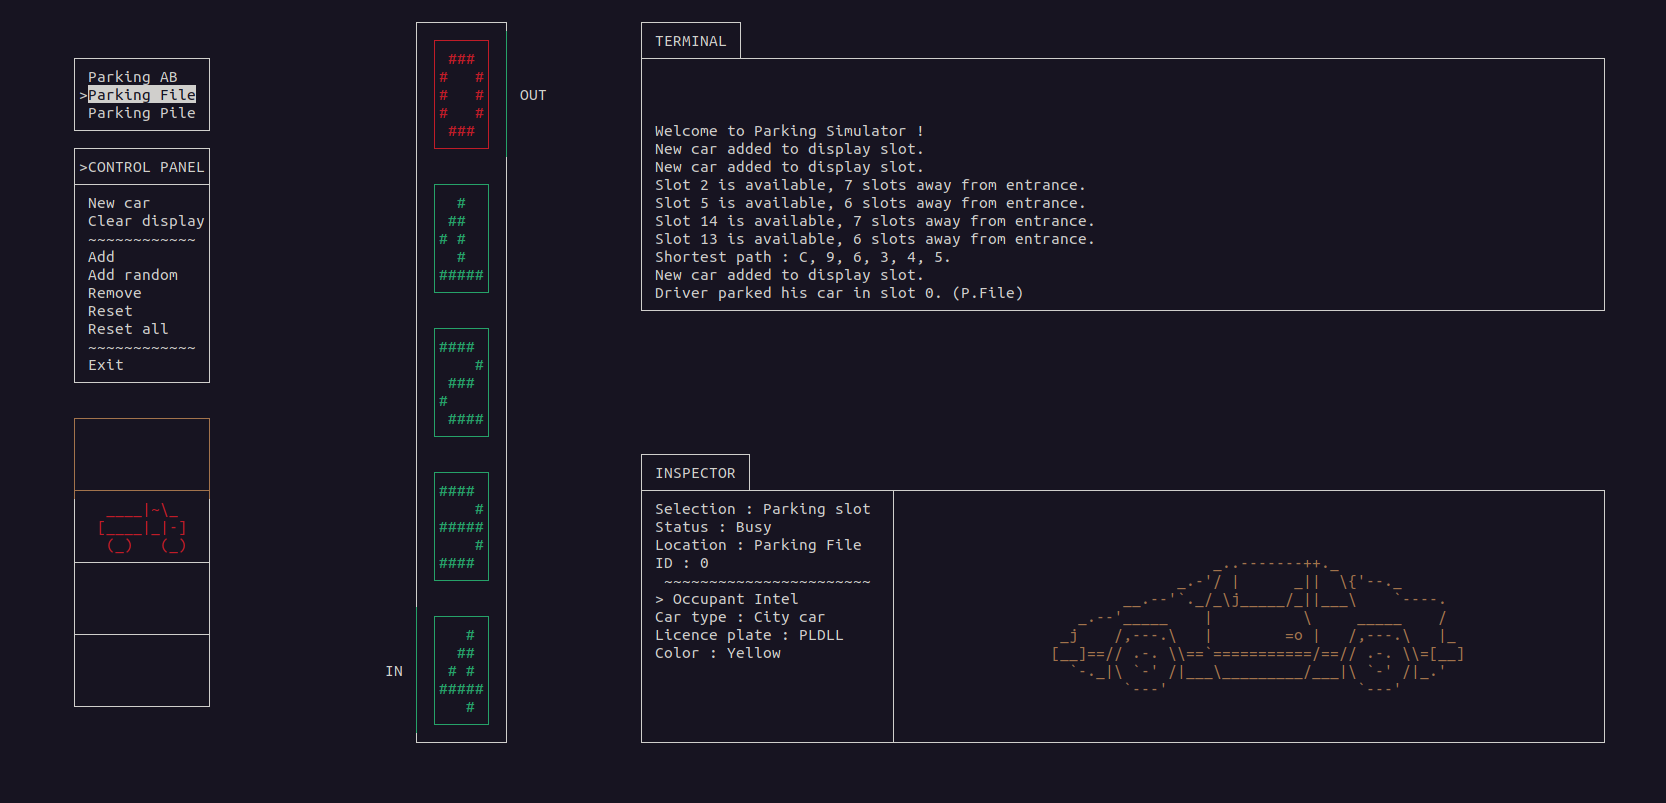 Parking AB
>Parking File
Parking Pile
>CONTROL PANEL
New car
Clear display
~~~~~~~~~~~~
Add
Add random
Remove
Reset
Reset all
~~~~~~~~~~~~
Exit
OUT
IN
0
1
2
3
4
TERMINAL
Welcome to Parking Simulator !
New car added to display slot.
New car added to display slot.
Slot 2 is available, 7 slots away from entrance.
Slot 5 is available, 6 slots away from entrance.
Slot 14 is available, 7 slots away from entrance.
Slot 13 is available, 6 slots away from entrance.
Shortest path : C, 9, 6, 3, 4, 5.
New car added to display slot.
Driver parked his car in slot 0. (P.File)
INSPECTOR
Selection : Parking slot
Status : Busy
Location : Parking File
ID : 0
~~~~~~~~~~~~~~~~~~~~~~~
> Occupant Intel
Car type : City car
Licence plate : PLDLL
Color : Yellow